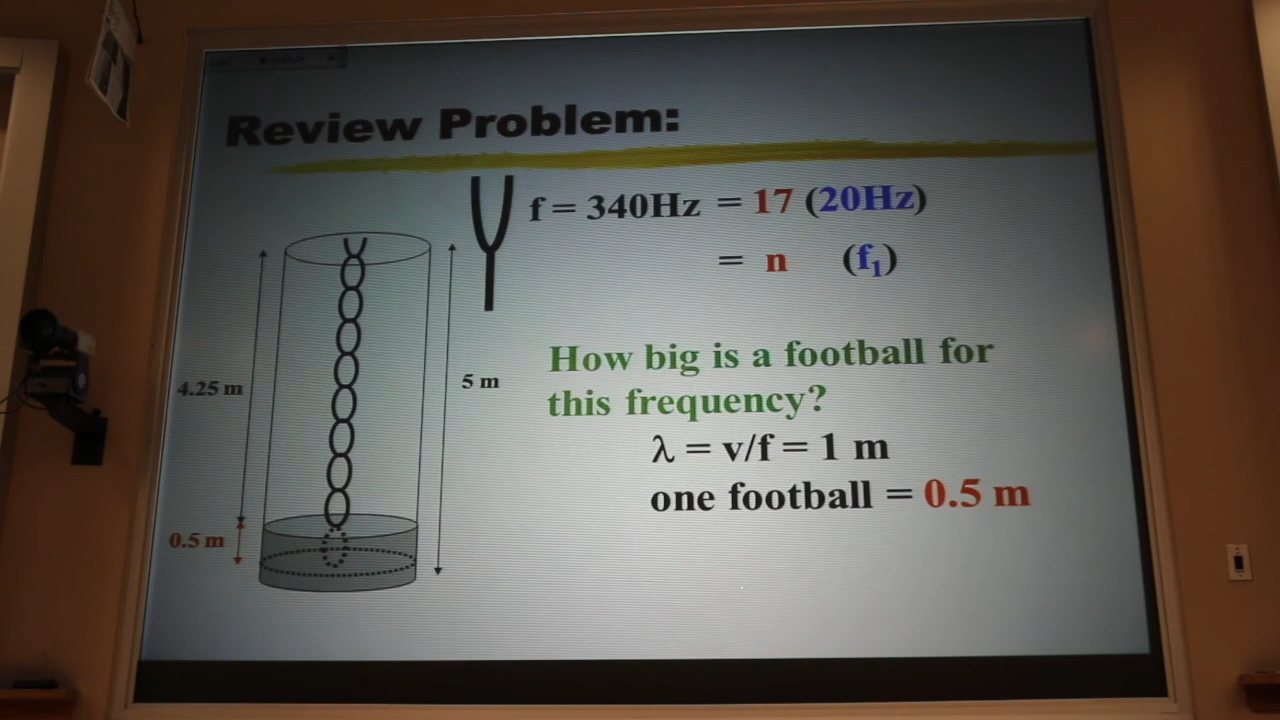 Review Problem:
f = 340Hz = 17 (20Hz)
= n (f₁)
4.25 m
5 m
0.5 m
How big is a football for
this frequency?
λ = v/f = 1 m
one football = 0.5 m